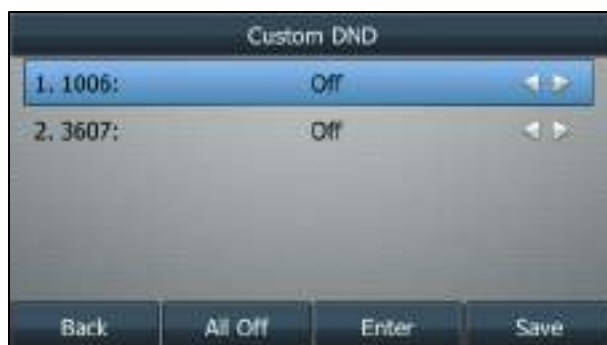 Custom DND
1. 1006: Off
2. 3607: Off
Back All Off Enter Save